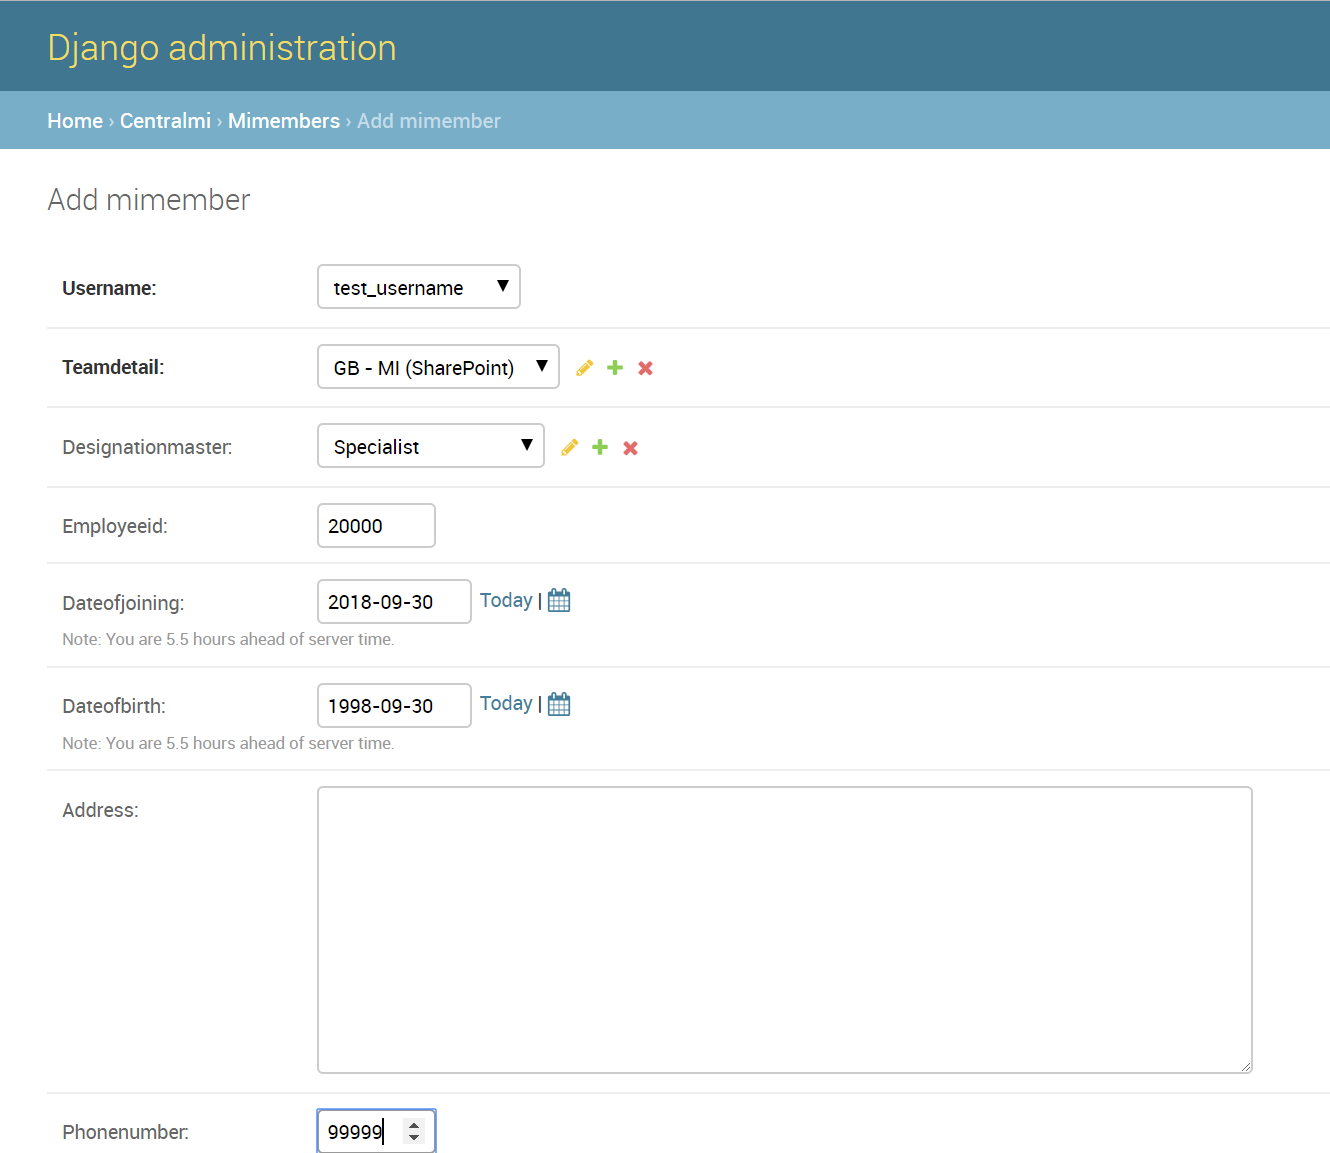 Django administration
Home › Centralmi › Mimembers › Add mimember
Add mimember
Username: test_username
Teamdetail: GB - MI (SharePoint)
Designationmaster: Specialist
Employeeid: 20000
Dateofjoining: 2018-09-30 Today |
Note: You are 5.5 hours ahead of server time.
Dateofbirth: 1998-09-30 Today |
Note: You are 5.5 hours ahead of server time.
Address:
Phonenumber: 99999